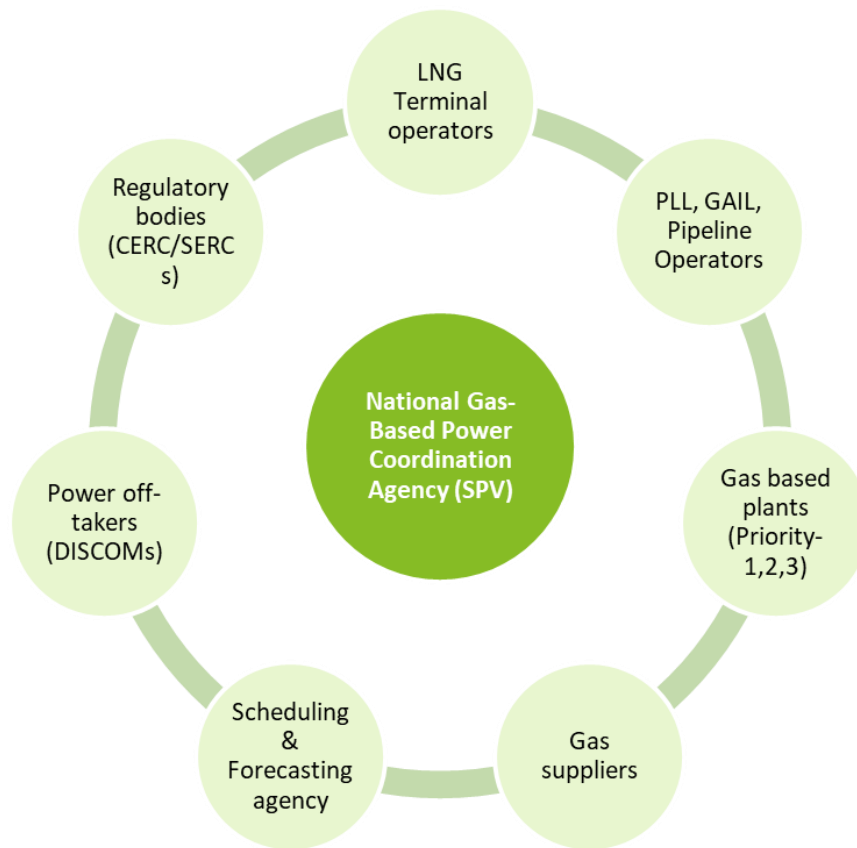 LNG
Terminal
operators
PLL, GAIL,
Pipeline
Operators
Gas based
plants
(Priority-
1,2,3)
Gas
suppliers
Scheduling
&
Forecasting
agency
Power off-
takers
(DISCOMs)
Regulatory
bodies
(CERC/SERC
s)
National Gas-
Based Power
Coordination
Agency (SPV)